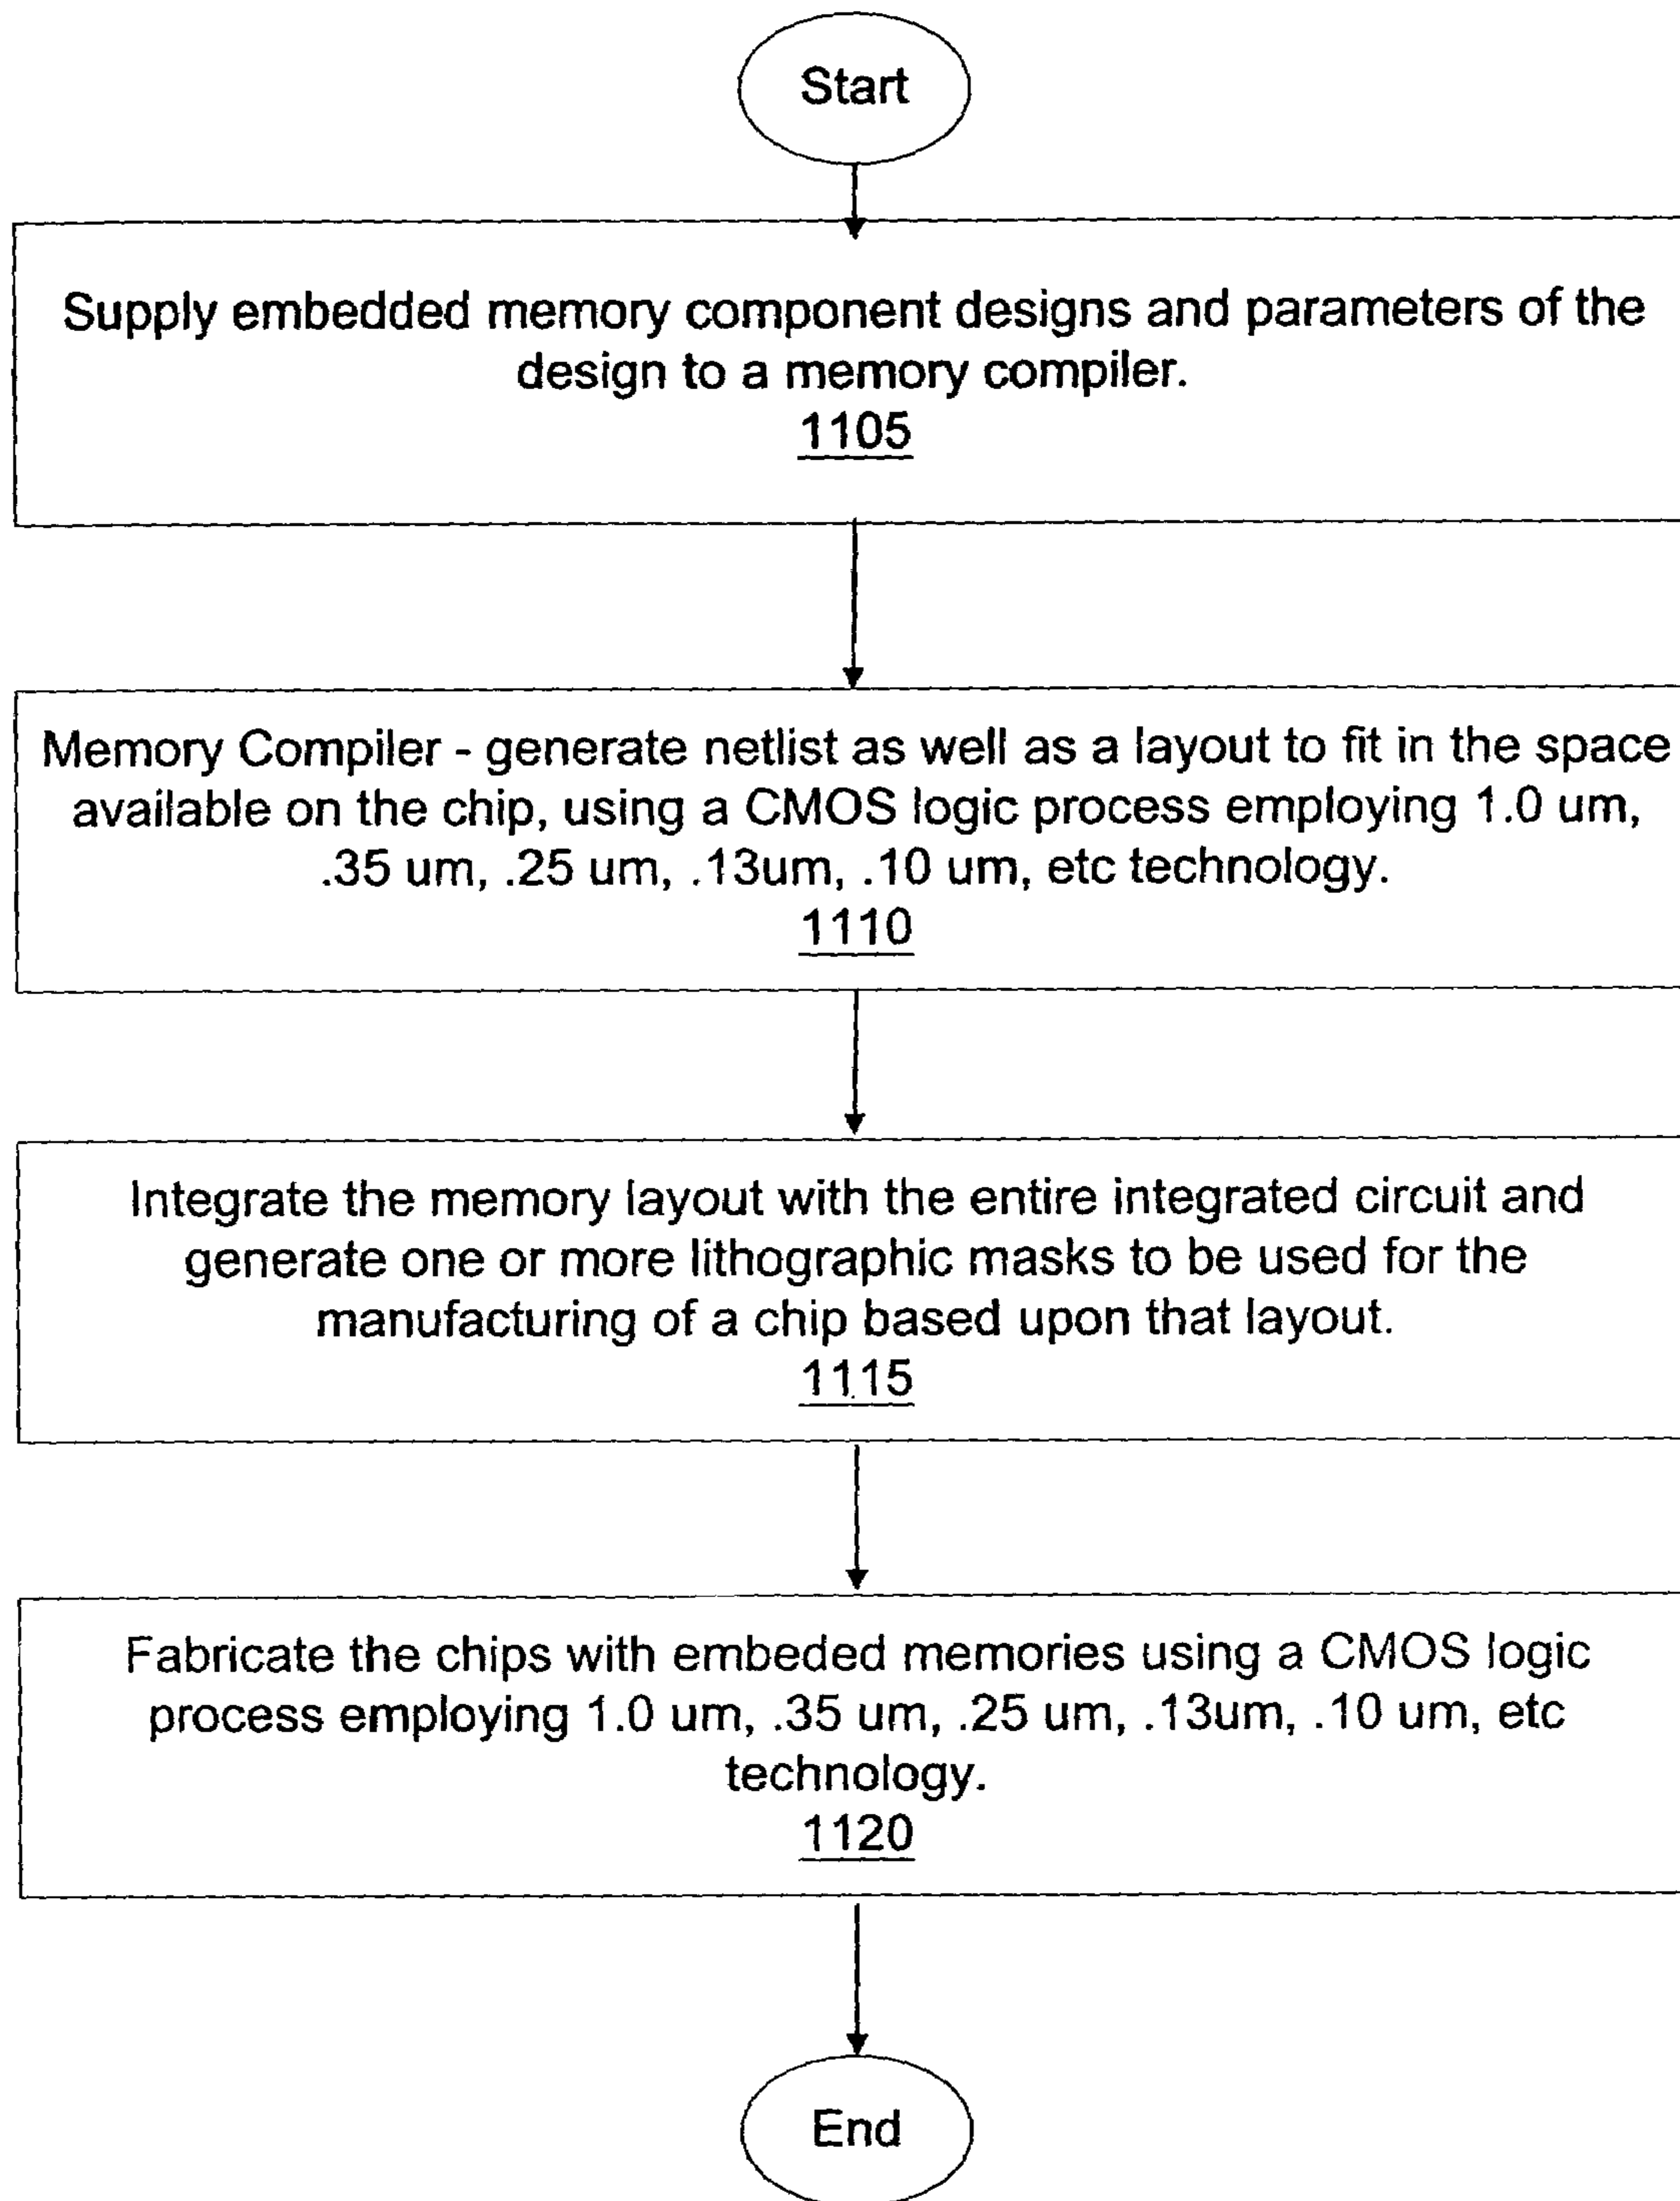 Start
Supply embedded memory component designs and parameters of the
design to a memory compiler.
1105
Memory Compiler - generate netlist as well as a layout to fit in the space
available on the chip, using a CMOS logic process employing 1.0 um,
.35 um, .25 um, .13um, .10 um, etc technology.
1110
Integrate the memory layout with the entire integrated circuit and
generate one or more lithographic masks to be used for the
manufacturing of a chip based upon that layout.
1115
Fabricate the chips with embeded memories using a CMOS logic
process employing 1.0 um, .35 um, .25 um, .13um, .10 um, etc
technology.
1120
End